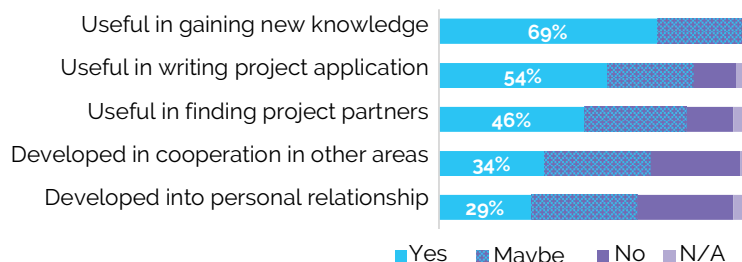 Useful in gaining new knowledge 69%
Useful in writing project application 54%
Useful in finding project partners 46%
Developed in cooperation in other areas 34%
Developed into personal relationship 29%
Yes Maybe No N/A